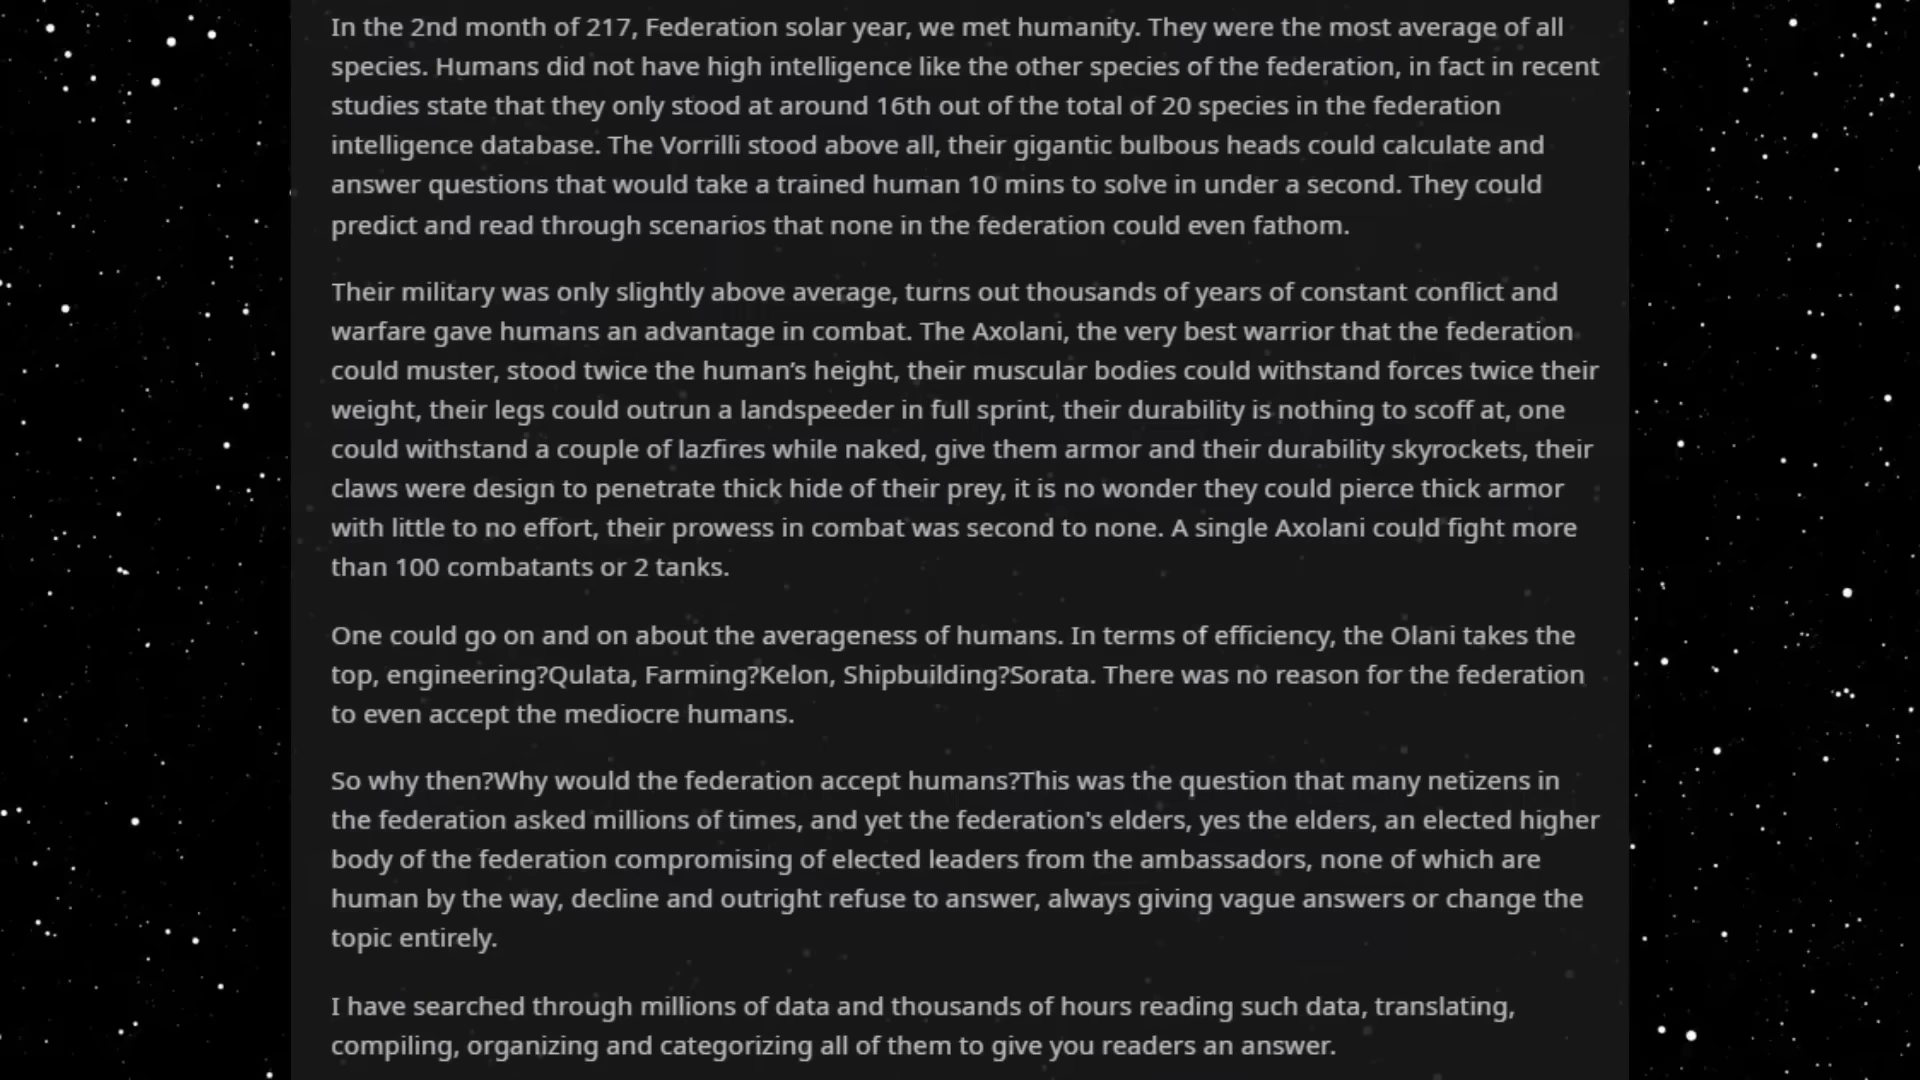 In the 2nd month of 217, Federation solar year, we met humanity. They were the most average of all
species. Humans did not have high intelligence like the other species of the federation, in fact in recent
studies state that they only stood at around 16th out of the total of 20 species in the federation
intelligence database. The Vorrilli stood above all, their gigantic bulbous heads could calculate and
answer questions that would take a trained human 10 mins to solve in under a second. They could
predict and read through scenarios that none in the federation could even fathom.
Their military was only slightly above average, turns out thousands of years of constant conflict and
warfare gave humans an advantage in combat. The Axolani, the very best warrior that the federation
could muster, stood twice the human’s height, their muscular bodies could withstand forces twice their
weight, their legs could outrun a landspeeder in full sprint, their durability is nothing to scoff at, one
could withstand a couple of lazfires while naked, give them armor and their durability skyrockets, their
claws were design to penetrate thick hide of their prey, it is no wonder they could pierce thick armor
with little to no effort, their prowess in combat was second to none. A single Axolani could fight more
than 100 combatants or 2 tanks.
One could go on and on about the averageness of humans. In terms of efficiency, the Olani takes the
top, engineering?Qulata, Farming?Kelon, Shipbuilding?Sorata. There was no reason for the federation
to even accept the mediocre humans.
So why then?Why would the federation accept humans?This was the question that many netizens in
the federation asked millions of times, and yet the federation's elders, yes the elders, an elected higher
body of the federation compromising of elected leaders from the ambassadors, none of which are
human by the way, decline and outright refuse to answer, always giving vague answers or change the
topic entirely.
I have searched through millions of data and thousands of hours reading such data, translating,
compiling, organizing and categorizing all of them to give you readers an answer.